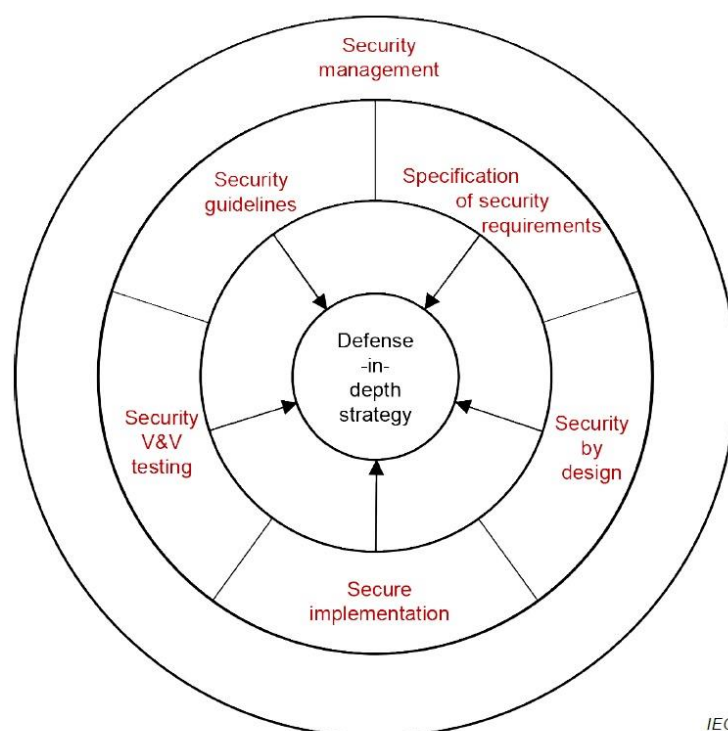 Security
management
Security
guidelines
Specification
of security
requirements
Defense
-in-
depth
strategy
Security
V&V
testing
Security
by
design
Secure
implementation
IEC